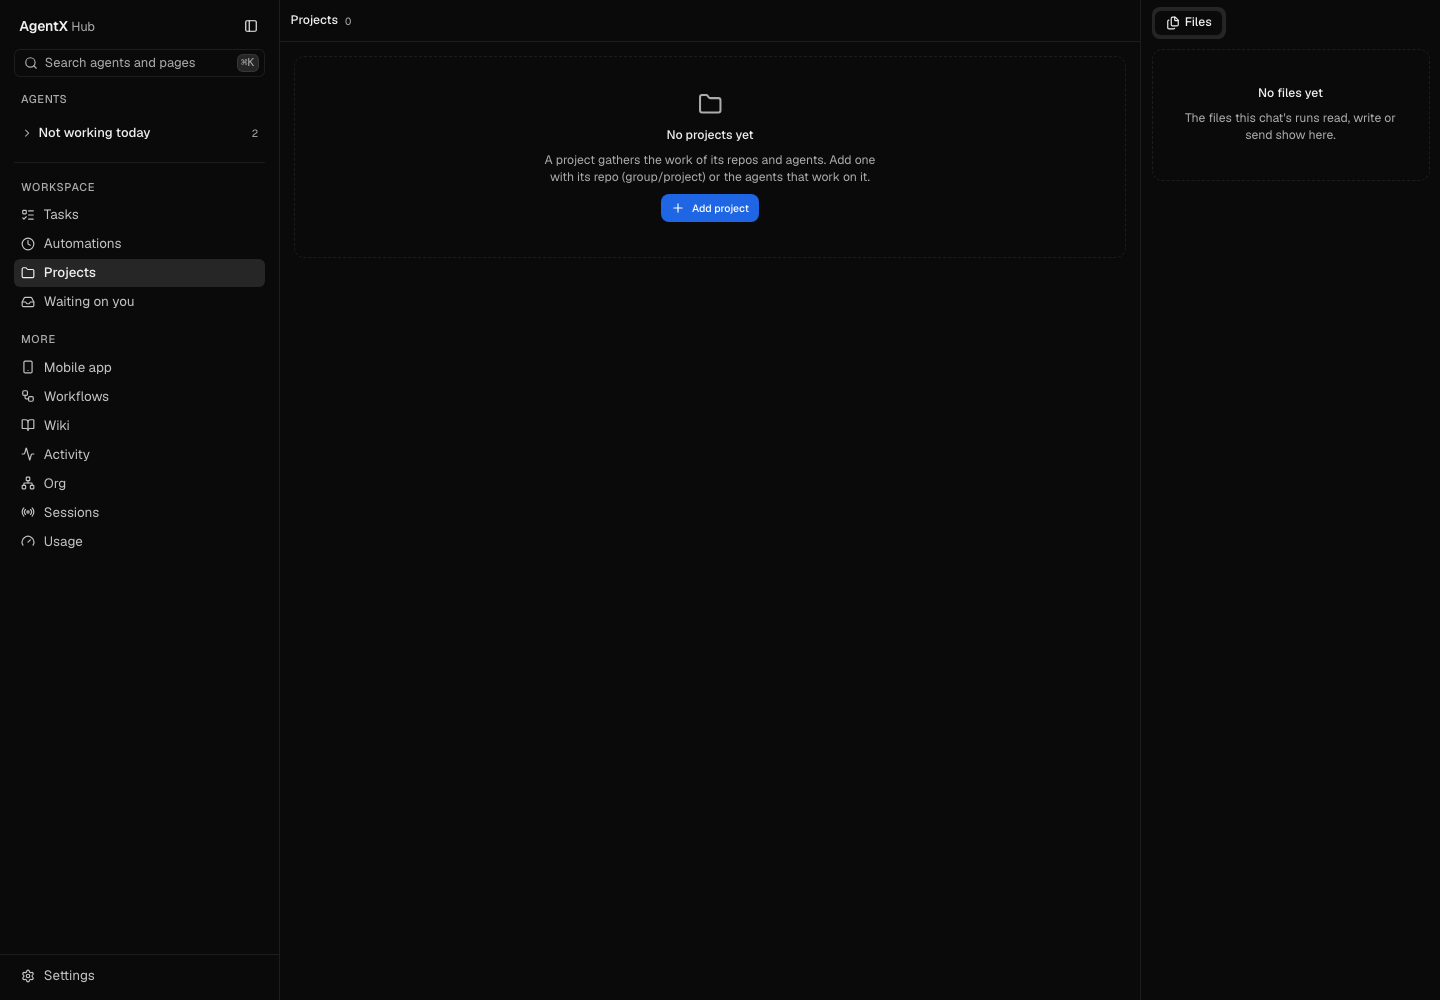 AgentX Hub
Search agents and pages
⌘K
AGENTS
Not working today 2
WORKSPACE
Tasks
Automations
Projects
Waiting on you
MORE
Mobile app
Workflows
Wiki
Activity
Org
Sessions
Usage
Settings
Projects 0
No projects yet
A project gathers the work of its repos and agents. Add one
with its repo (group/project) or the agents that work on it.
Add project
Files
No files yet
The files this chat's runs read, write or
send show here.